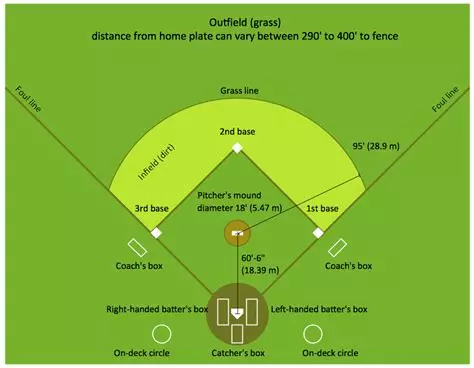 Outfield (grass)
distance from home plate can vary between 290' to 400' to fence
Foul line
Grass line
Foul line
2nd base
95' (28.9 m)
Infield (dirt)
Pitcher's mound
diameter 18' (5.47 m)
3rd base
1st base
60'-6"
(18.39 m)
Coach's box
Coach's box
Right-handed batter's box
Left-handed batter's box
On-deck circle
Catcher's box
On-deck circle